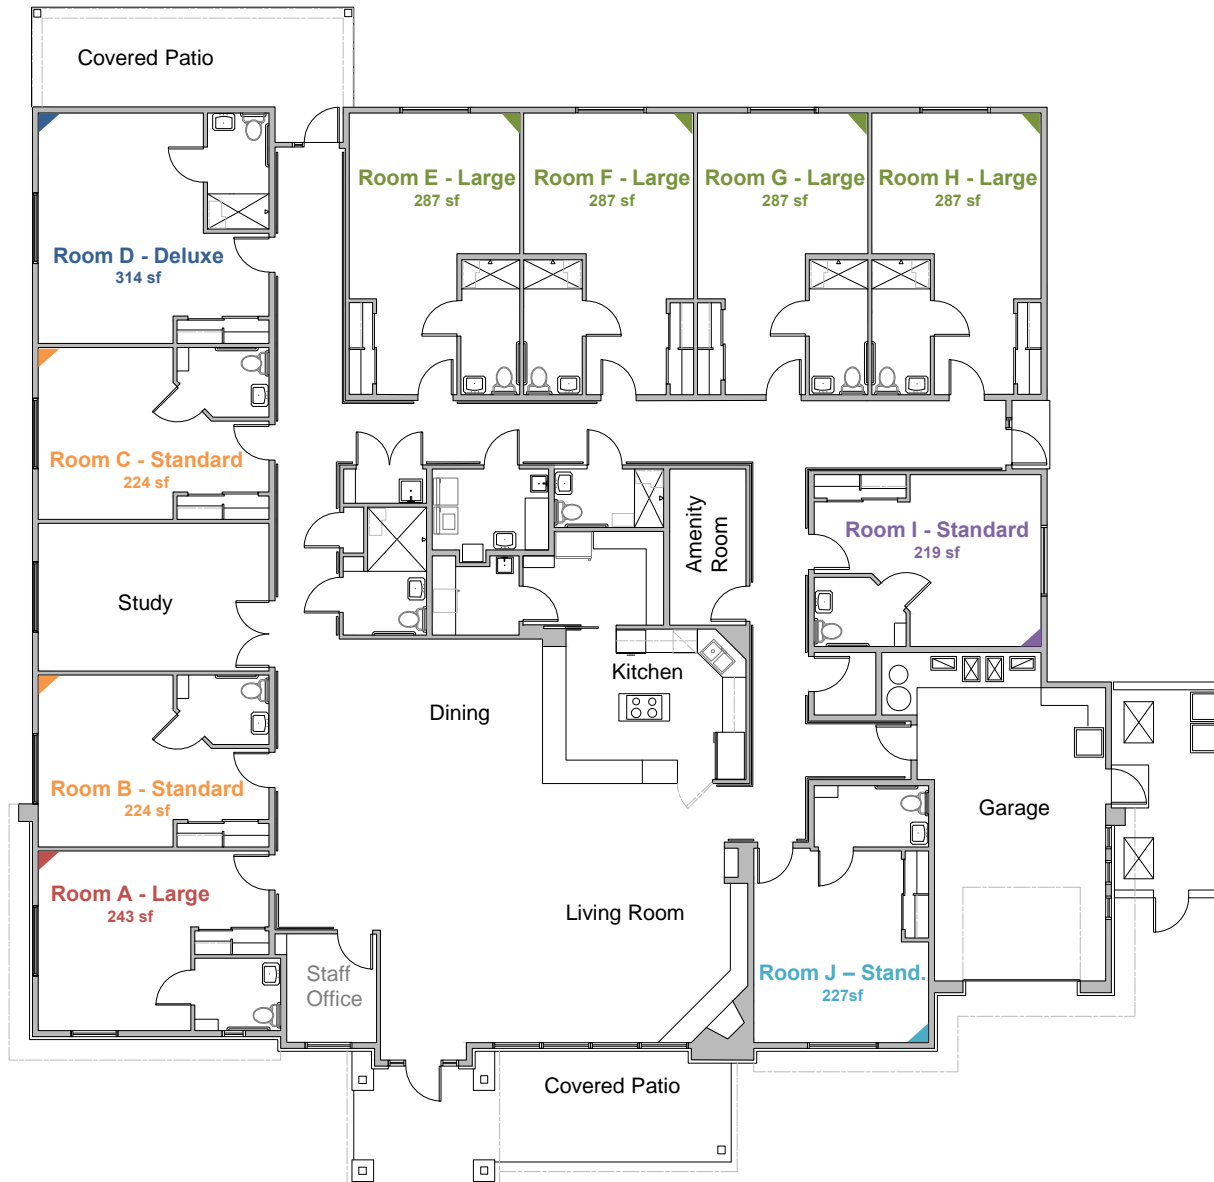 Covered Patio
Room E - Large
287 sf
Room F - Large
287 sf
Room G - Large
287 sf
Room H - Large
287 sf
Room D - Deluxe
314 sf
Room C - Standard
224 sf
Amenity
Room
Room I - Standard
219 sf
Study
Kitchen
Dining
Room B - Standard
224 sf
Garage
Room A - Large
243 sf
Living Room
Staff
Office
Room J – Stand.
227sf
Covered Patio